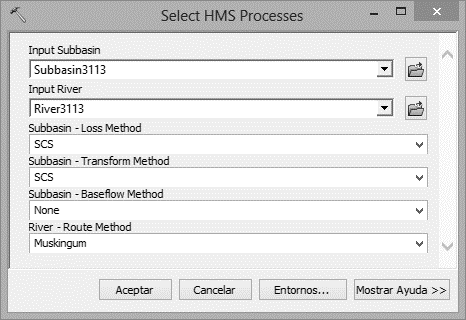 Select HMS Processes
Input Subbasin
Subbasin3113
Input River
River3113
Subbasin - Loss Method
SCS
Subbasin - Transform Method
SCS
Subbasin - Baseflow Method
None
River - Route Method
Muskingum
Aceptar Cancelar Entornos... Mostrar Ayuda >>